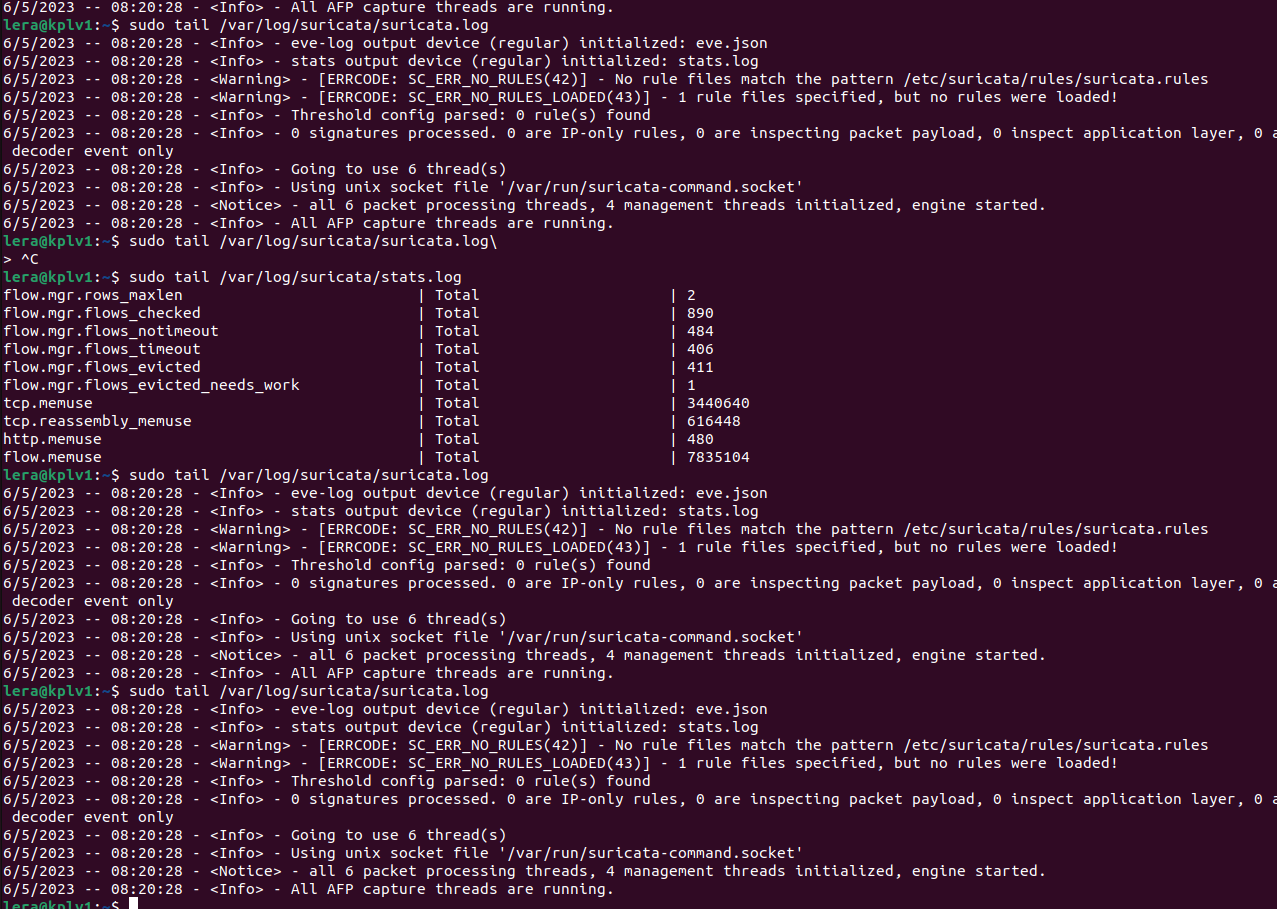 6/5/2023 -- 08:20:28 - <Info> - All AFP capture threads are running.
lera@kplv1:~$ sudo tail /var/log/suricata/suricata.log
6/5/2023 -- 08:20:28 - <Info> - eve-log output device (regular) initialized: eve.json
6/5/2023 -- 08:20:28 - <Info> - stats output device (regular) initialized: stats.log
6/5/2023 -- 08:20:28 - <Warning> - [ERRCODE: SC_ERR_NO_RULES(42)] - No rule files match the pattern /etc/suricata/rules/suricata.rules
6/5/2023 -- 08:20:28 - <Warning> - [ERRCODE: SC_ERR_NO_RULES_LOADED(43)] - 1 rule files specified, but no rules were loaded!
6/5/2023 -- 08:20:28 - <Info> - Threshold config parsed: 0 rule(s) found
6/5/2023 -- 08:20:28 - <Info> - 0 signatures processed. 0 are IP-only rules, 0 are inspecting packet payload, 0 inspect application layer, 0 a
decoder event only
6/5/2023 -- 08:20:28 - <Info> - Going to use 6 thread(s)
6/5/2023 -- 08:20:28 - <Info> - Using unix socket file '/var/run/suricata-command.socket'
6/5/2023 -- 08:20:28 - <Notice> - all 6 packet processing threads, 4 management threads initialized, engine started.
6/5/2023 -- 08:20:28 - <Info> - All AFP capture threads are running.
lera@kplv1:~$ sudo tail /var/log/suricata/suricata.log\
> ^C
lera@kplv1:~$ sudo tail /var/log/suricata/stats.log
flow.mgr.rows_maxlen | Total | 2
flow.mgr.flows_checked | Total | 890
flow.mgr.flows_notimeout | Total | 484
flow.mgr.flows_timeout | Total | 406
flow.mgr.flows_evicted | Total | 411
flow.mgr.flows_evicted_needs_work | Total | 1
tcp.memuse | Total | 3440640
tcp.reassembly_memuse | Total | 616448
http.memuse | Total | 480
flow.memuse | Total | 7835104
lera@kplv1:~$ sudo tail /var/log/suricata/suricata.log
6/5/2023 -- 08:20:28 - <Info> - eve-log output device (regular) initialized: eve.json
6/5/2023 -- 08:20:28 - <Info> - stats output device (regular) initialized: stats.log
6/5/2023 -- 08:20:28 - <Warning> - [ERRCODE: SC_ERR_NO_RULES(42)] - No rule files match the pattern /etc/suricata/rules/suricata.rules
6/5/2023 -- 08:20:28 - <Warning> - [ERRCODE: SC_ERR_NO_RULES_LOADED(43)] - 1 rule files specified, but no rules were loaded!
6/5/2023 -- 08:20:28 - <Info> - Threshold config parsed: 0 rule(s) found
6/5/2023 -- 08:20:28 - <Info> - 0 signatures processed. 0 are IP-only rules, 0 are inspecting packet payload, 0 inspect application layer, 0 a
decoder event only
6/5/2023 -- 08:20:28 - <Info> - Going to use 6 thread(s)
6/5/2023 -- 08:20:28 - <Info> - Using unix socket file '/var/run/suricata-command.socket'
6/5/2023 -- 08:20:28 - <Notice> - all 6 packet processing threads, 4 management threads initialized, engine started.
6/5/2023 -- 08:20:28 - <Info> - All AFP capture threads are running.
lera@kplv1:~$ sudo tail /var/log/suricata/suricata.log
6/5/2023 -- 08:20:28 - <Info> - eve-log output device (regular) initialized: eve.json
6/5/2023 -- 08:20:28 - <Info> - stats output device (regular) initialized: stats.log
6/5/2023 -- 08:20:28 - <Warning> - [ERRCODE: SC_ERR_NO_RULES(42)] - No rule files match the pattern /etc/suricata/rules/suricata.rules
6/5/2023 -- 08:20:28 - <Warning> - [ERRCODE: SC_ERR_NO_RULES_LOADED(43)] - 1 rule files specified, but no rules were loaded!
6/5/2023 -- 08:20:28 - <Info> - Threshold config parsed: 0 rule(s) found
6/5/2023 -- 08:20:28 - <Info> - 0 signatures processed. 0 are IP-only rules, 0 are inspecting packet payload, 0 inspect application layer, 0 a
decoder event only
6/5/2023 -- 08:20:28 - <Info> - Going to use 6 thread(s)
6/5/2023 -- 08:20:28 - <Info> - Using unix socket file '/var/run/suricata-command.socket'
6/5/2023 -- 08:20:28 - <Notice> - all 6 packet processing threads, 4 management threads initialized, engine started.
6/5/2023 -- 08:20:28 - <Info> - All AFP capture threads are running.
lera@kplv1:~$